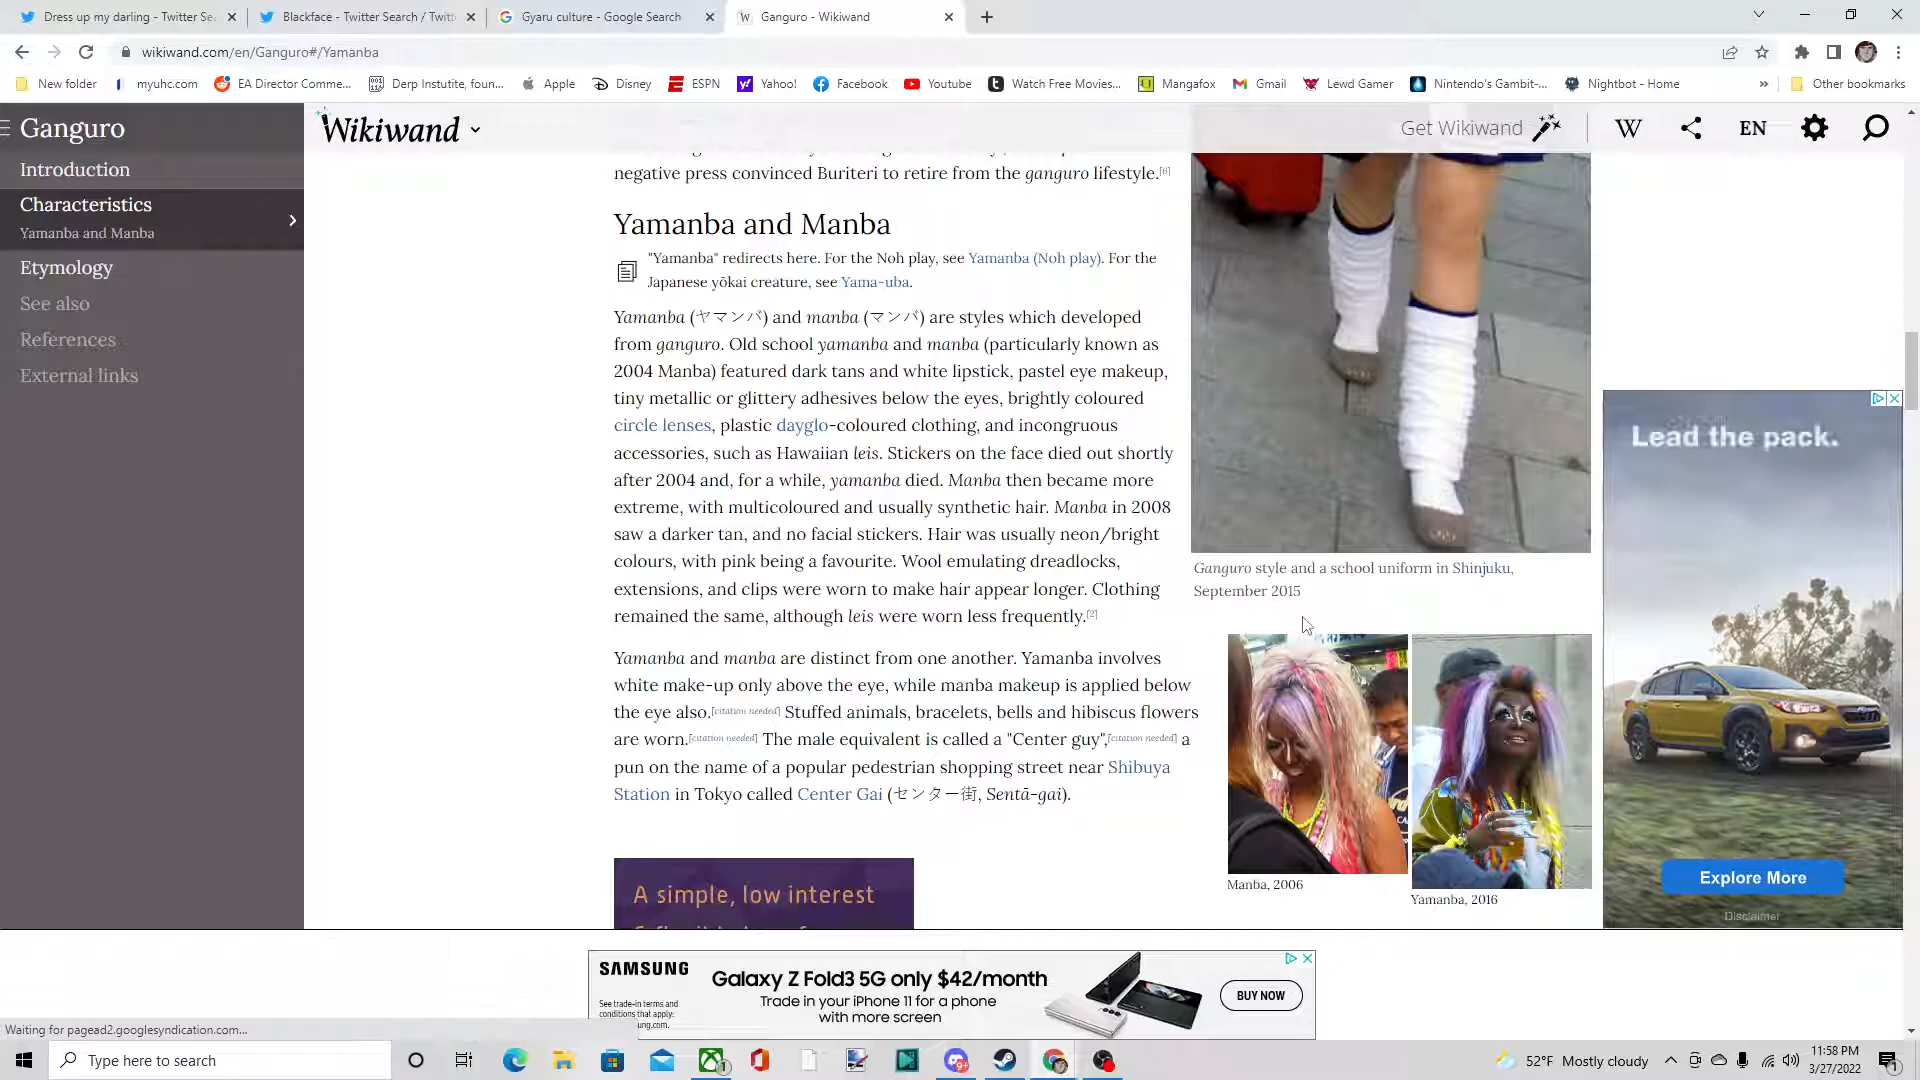 Dress up my darling - Twitter Se
Blackface - Twitter Search / Twitt
Gyaru culture - Google Search
Ganguro - Wikiwand
wikiwand.com/en/Ganguro#/Yamanba
New folder
myuhc.com
EA Director Comme...
Derp Instutite, foun...
Apple
Disney
ESPN
Yahoo!
Facebook
Youtube
Watch Free Movies...
Mangafox
Gmail
Lewd Gamer
Nintendo's Gambit-...
Nightbot - Home
Other bookmarks
Ganguro
Introduction
Characteristics
Yamanba and Manba
Etymology
See also
References
External links
Wikiwand
Get Wikiwand
W
EN
negative press convinced Buriteri to retire from the ganguro lifestyle.[6]
Yamanba and Manba
"Yamanba" redirects here. For the Noh play, see Yamanba (Noh play). For the
Japanese yōkai creature, see Yama-uba.
Yamanba (ヤマンバ) and manba (マンバ) are styles which developed
from ganguro. Old school yamanba and manba (particularly known as
2004 Manba) featured dark tans and white lipstick, pastel eye makeup,
tiny metallic or glittery adhesives below the eyes, brightly coloured
circle lenses, plastic dayglo-coloured clothing, and incongruous
accessories, such as Hawaiian leis. Stickers on the face died out shortly
after 2004 and, for a while, yamanba died. Manba then became more
extreme, with multicoloured and usually synthetic hair. Manba in 2008
saw a darker tan, and no facial stickers. Hair was usually neon/bright
colours, with pink being a favourite. Wool emulating dreadlocks,
extensions, and clips were worn to make hair appear longer. Clothing
remained the same, although leis were worn less frequently.[2]
Yamanba and manba are distinct from one another. Yamanba involves
white make-up only above the eye, while manba makeup is applied below
the eye also.[citation needed] Stuffed animals, bracelets, bells and hibiscus flowers
are worn.[citation needed] The male equivalent is called a "Center guy",[citation needed] a
pun on the name of a popular pedestrian shopping street near Shibuya
Station in Tokyo called Center Gai (センター街, Sentā-gai).
Ganguro style and a school uniform in Shinjuku,
September 2015
Manba, 2006
Yamanba, 2016
Lead the pack.
Explore More
Disclaimer
A simple, low interest
SAMSUNG
See trade-in terms and
conditions that apply:
ung.com.
Galaxy Z Fold3 5G only $42/month
Trade in your iPhone 11 for a phone
with more screen
BUY NOW
Waiting for pagead2.googlesyndication.com...
Type here to search
52°F Mostly cloudy
11:58 PM
3/27/2022